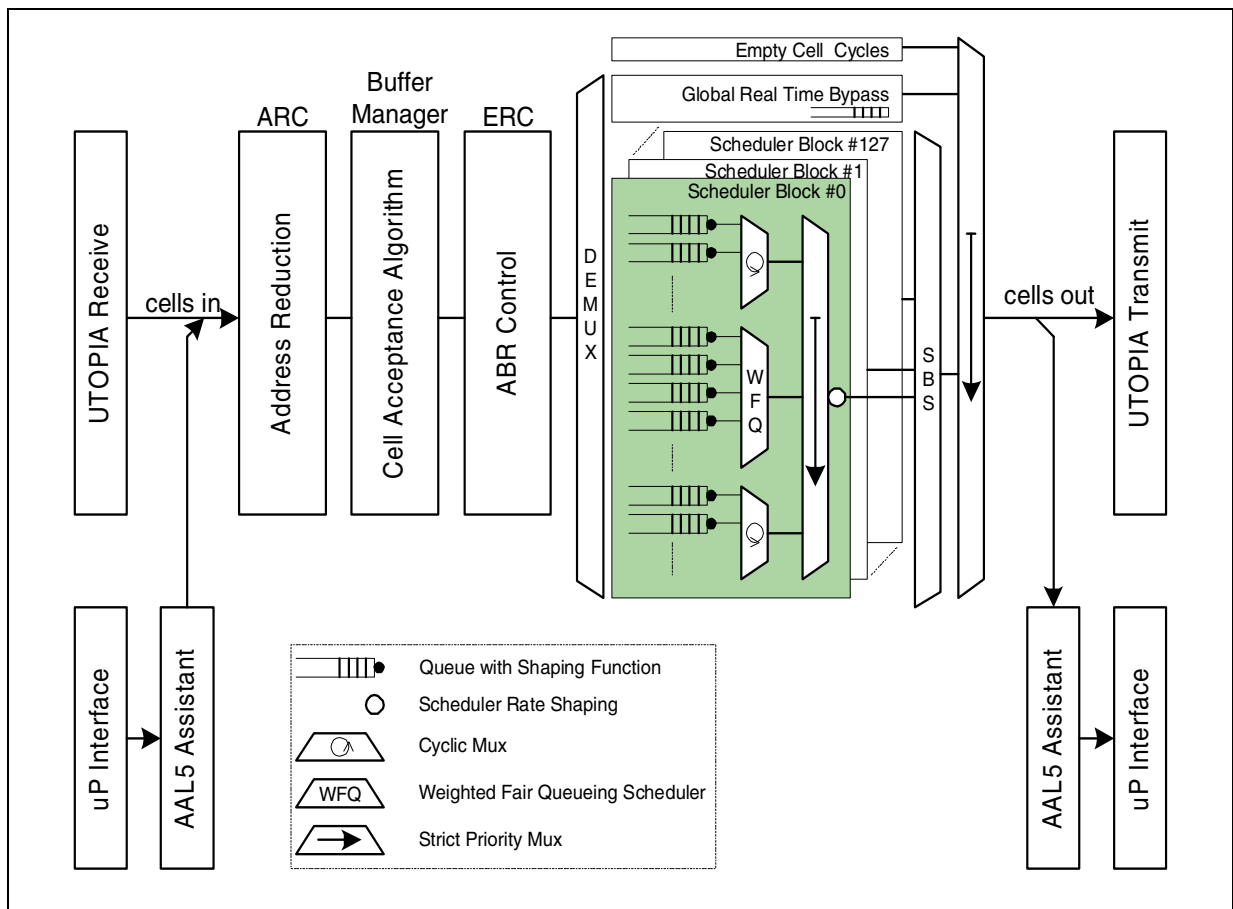 UTOPIA Receive
cells in
uP Interface
AAL5 Assistant
ARC
Address Reduction
Buffer
Manager
Cell Acceptance Algorithm
ERC
ABR Control
DEMUX
Empty Cell Cycles
Global Real Time Bypass
Scheduler Block #127
Scheduler Block #1
Scheduler Block #0
WFQ
SBS
cells out
UTOPIA Transmit
AAL5 Assistant
uP Interface
Queue with Shaping Function
Scheduler Rate Shaping
Cyclic Mux
WFQ
Weighted Fair Queueing Scheduler
Strict Priority Mux